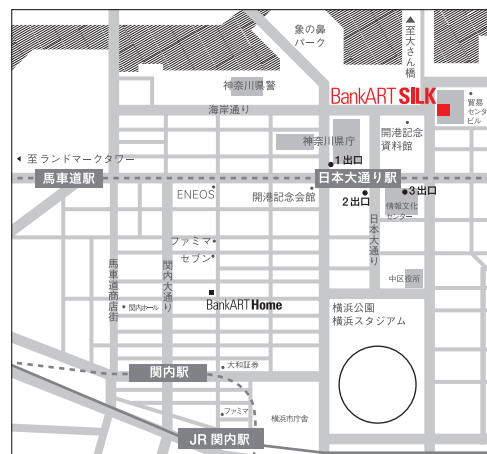 象の鼻
パーク
▲至大さん橋
神奈川県警
BankART SILK
貿易
センター
ビル
海岸通り
開港記念
資料館
神奈川県庁
1出口
◀ 至 ランドマークタワー
馬車道駅
日本大通り駅
3出口
ENEOS
開港記念会館
2出口
情報文化
センター
日本大通り
ファミマ
セブン
馬車道商店街
関内大通り
中区役所
BankART Home
関内ホール
横浜公園
横浜スタジアム
大和証券
関内駅
ファミマ
横浜市庁舎
JR 関内駅